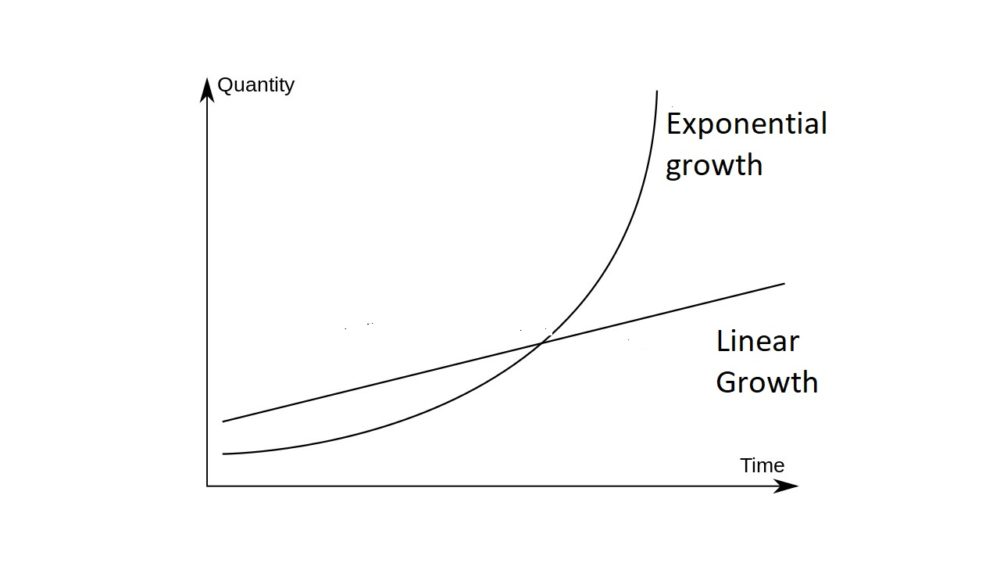 Quantity
Exponential
growth
Linear
Growth
Time